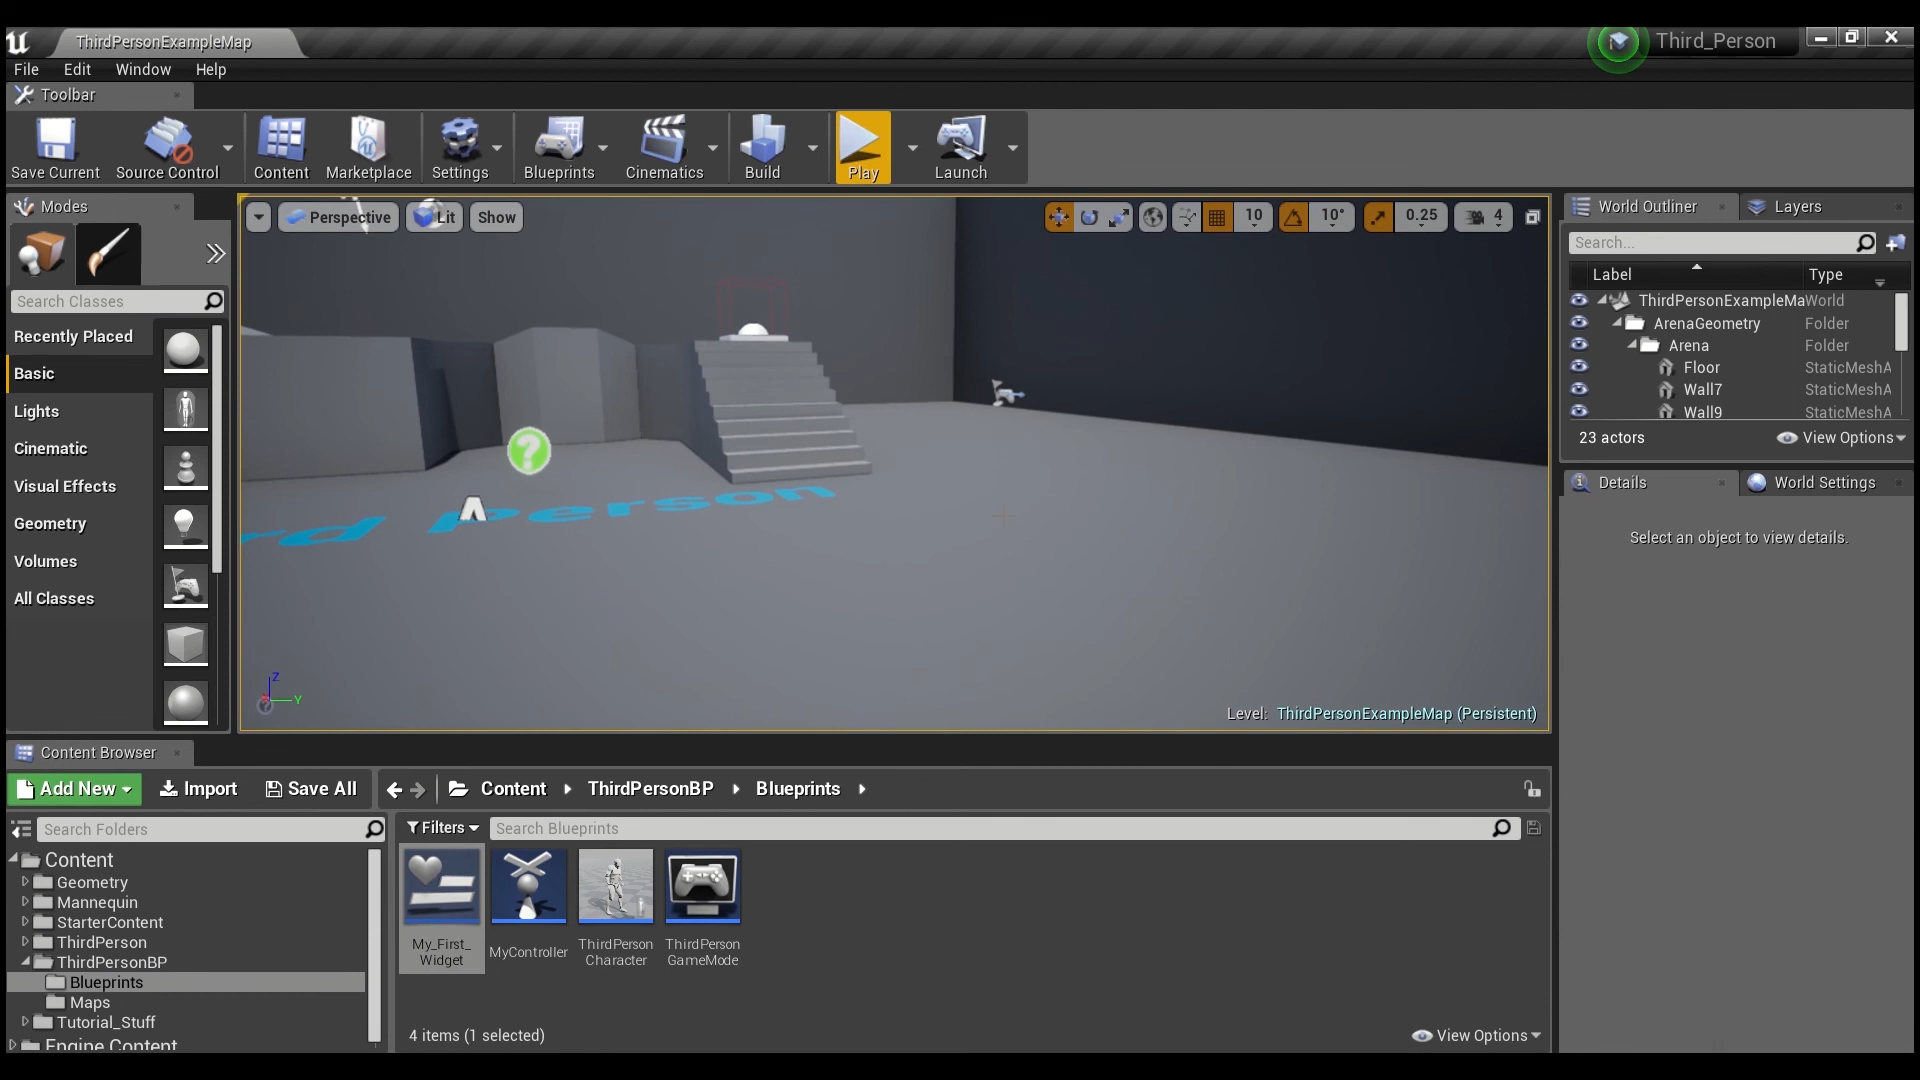 ThirdPersonExampleMap
Third_Person
File Edit Window Help
Toolbar
Save Current
Source Control
Content
Marketplace
Settings
Blueprints
Cinematics
Build
Play
Launch
Modes
Search Classes
Recently Placed
Basic
Lights
Cinematic
Visual Effects
Geometry
Volumes
All Classes
Perspective
Lit
Show
10
10°
0.25
4
rd Person
Z
Y
Level: ThirdPersonExampleMap (Persistent)
World Outliner
Layers
Search...
Label Type
ThirdPersonExampleMa World
ArenaGeometry Folder
Arena Folder
Floor StaticMeshA
Wall7 StaticMeshA
Wall9 StaticMeshA
23 actors
View Options
Details
World Settings
Select an object to view details.
Content Browser
Add New
Import
Save All
Content
ThirdPersonBP
Blueprints
Search Folders
Content
Geometry
Mannequin
StarterContent
ThirdPerson
ThirdPersonBP
Blueprints
Maps
Tutorial_Stuff
Engine Content
Filters
Search Blueprints
My_First_
Widget
MyController
ThirdPerson
Character
ThirdPerson
GameMode
4 items (1 selected)
View Options